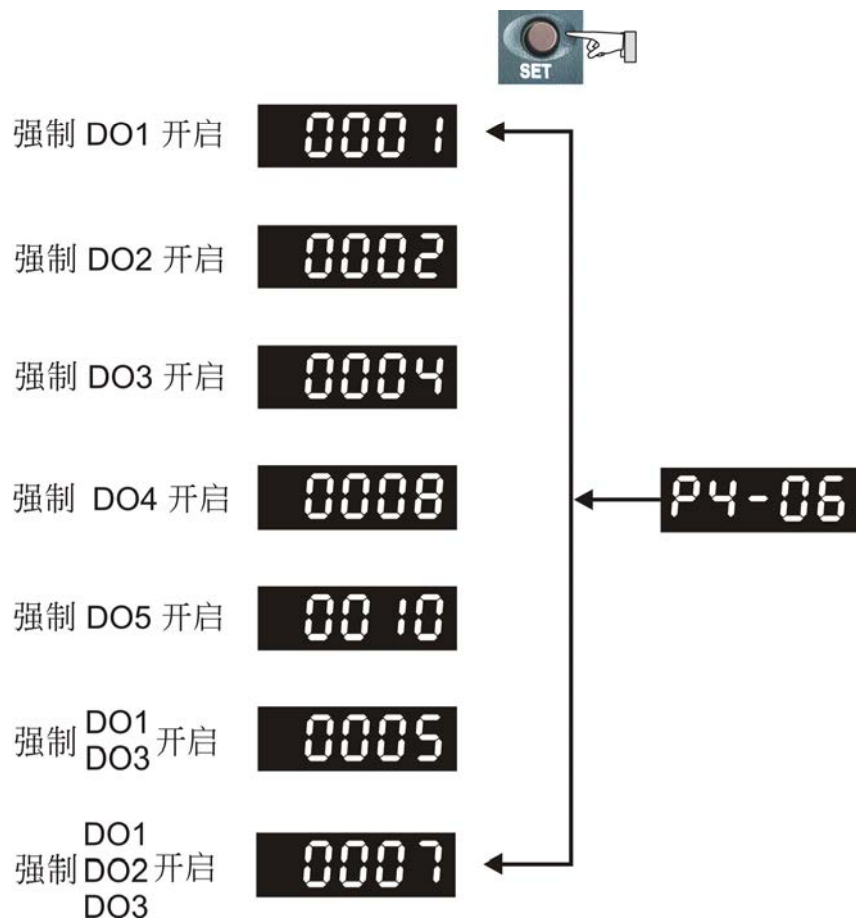 SET
强制 DO1 开启
0001
强制 DO2 开启
0002
强制 DO3 开启
0004
强制 DO4 开启
0008
P4-06
强制 DO5 开启
0010
强制 DO1 DO3 开启
0005
强制 DO1 DO2 DO3 开启
0007